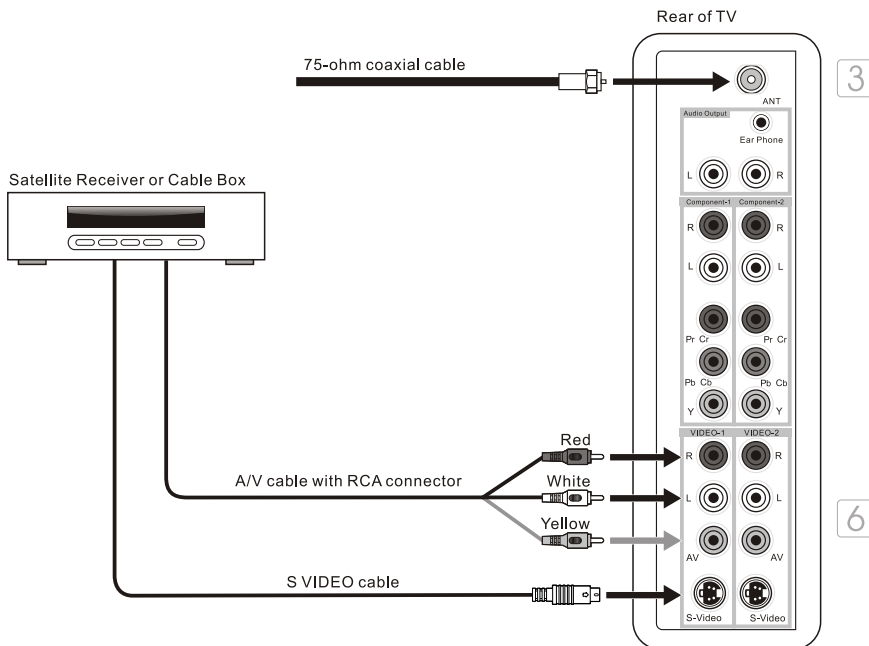 Rear of TV
75-ohm coaxial cable
3
ANT
Audio Output
Ear Phone
L R
Satellite Receiver or Cable Box
Component-1 Component-2
R R
L L
Pr Cr Pr Cr
Pb Cb Pb Cb
Y Y
VIDEO-1 VIDEO-2
Red
R R
A/V cable with RCA connector
White
L L
6
Yellow
AV AV
S VIDEO cable
S-Video S-Video